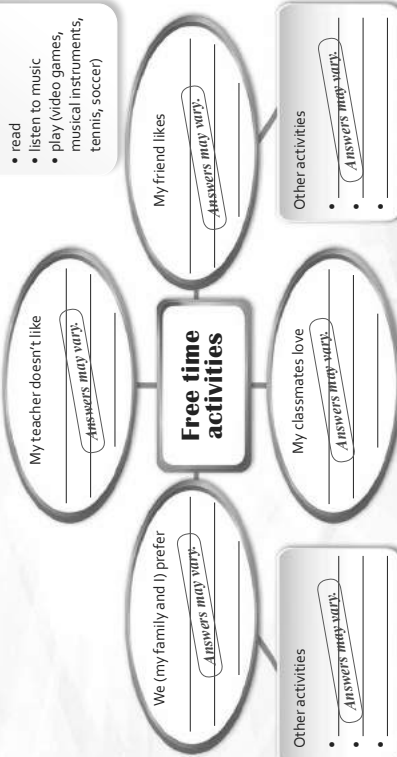 • read
• listen to music
• play (video games,
musical instruments,
tennis, soccer)
My teacher doesn't like
Answers may vary.
We (my family and I) prefer
Answers may vary.
Free time
activities
My friend likes
Answers may vary.
My classmates love
Answers may vary.
Other activities
•
• Answers may vary.
•
Other activities
•
• Answers may vary.
•